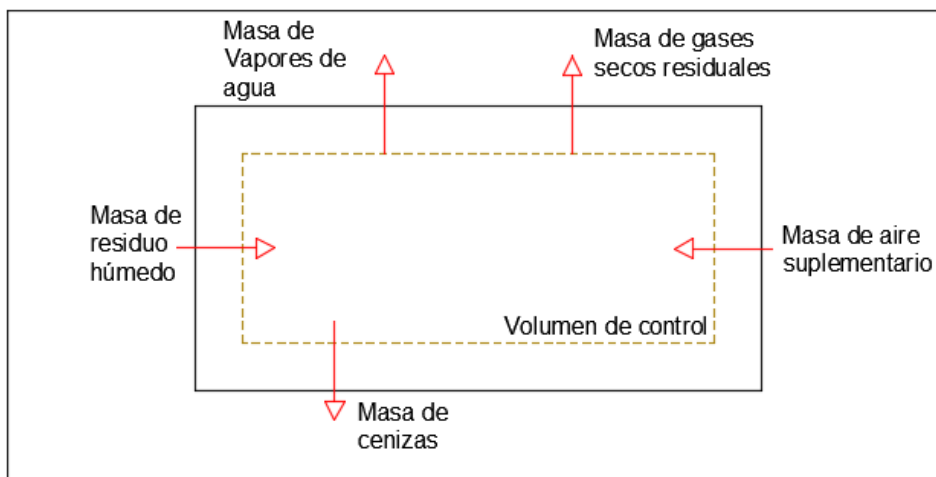 Masa de
Vapores de
agua
Masa de gases
secos residuales
Masa de
residuo
húmedo
Masa de aire
suplementario
Volumen de control
Masa de
cenizas